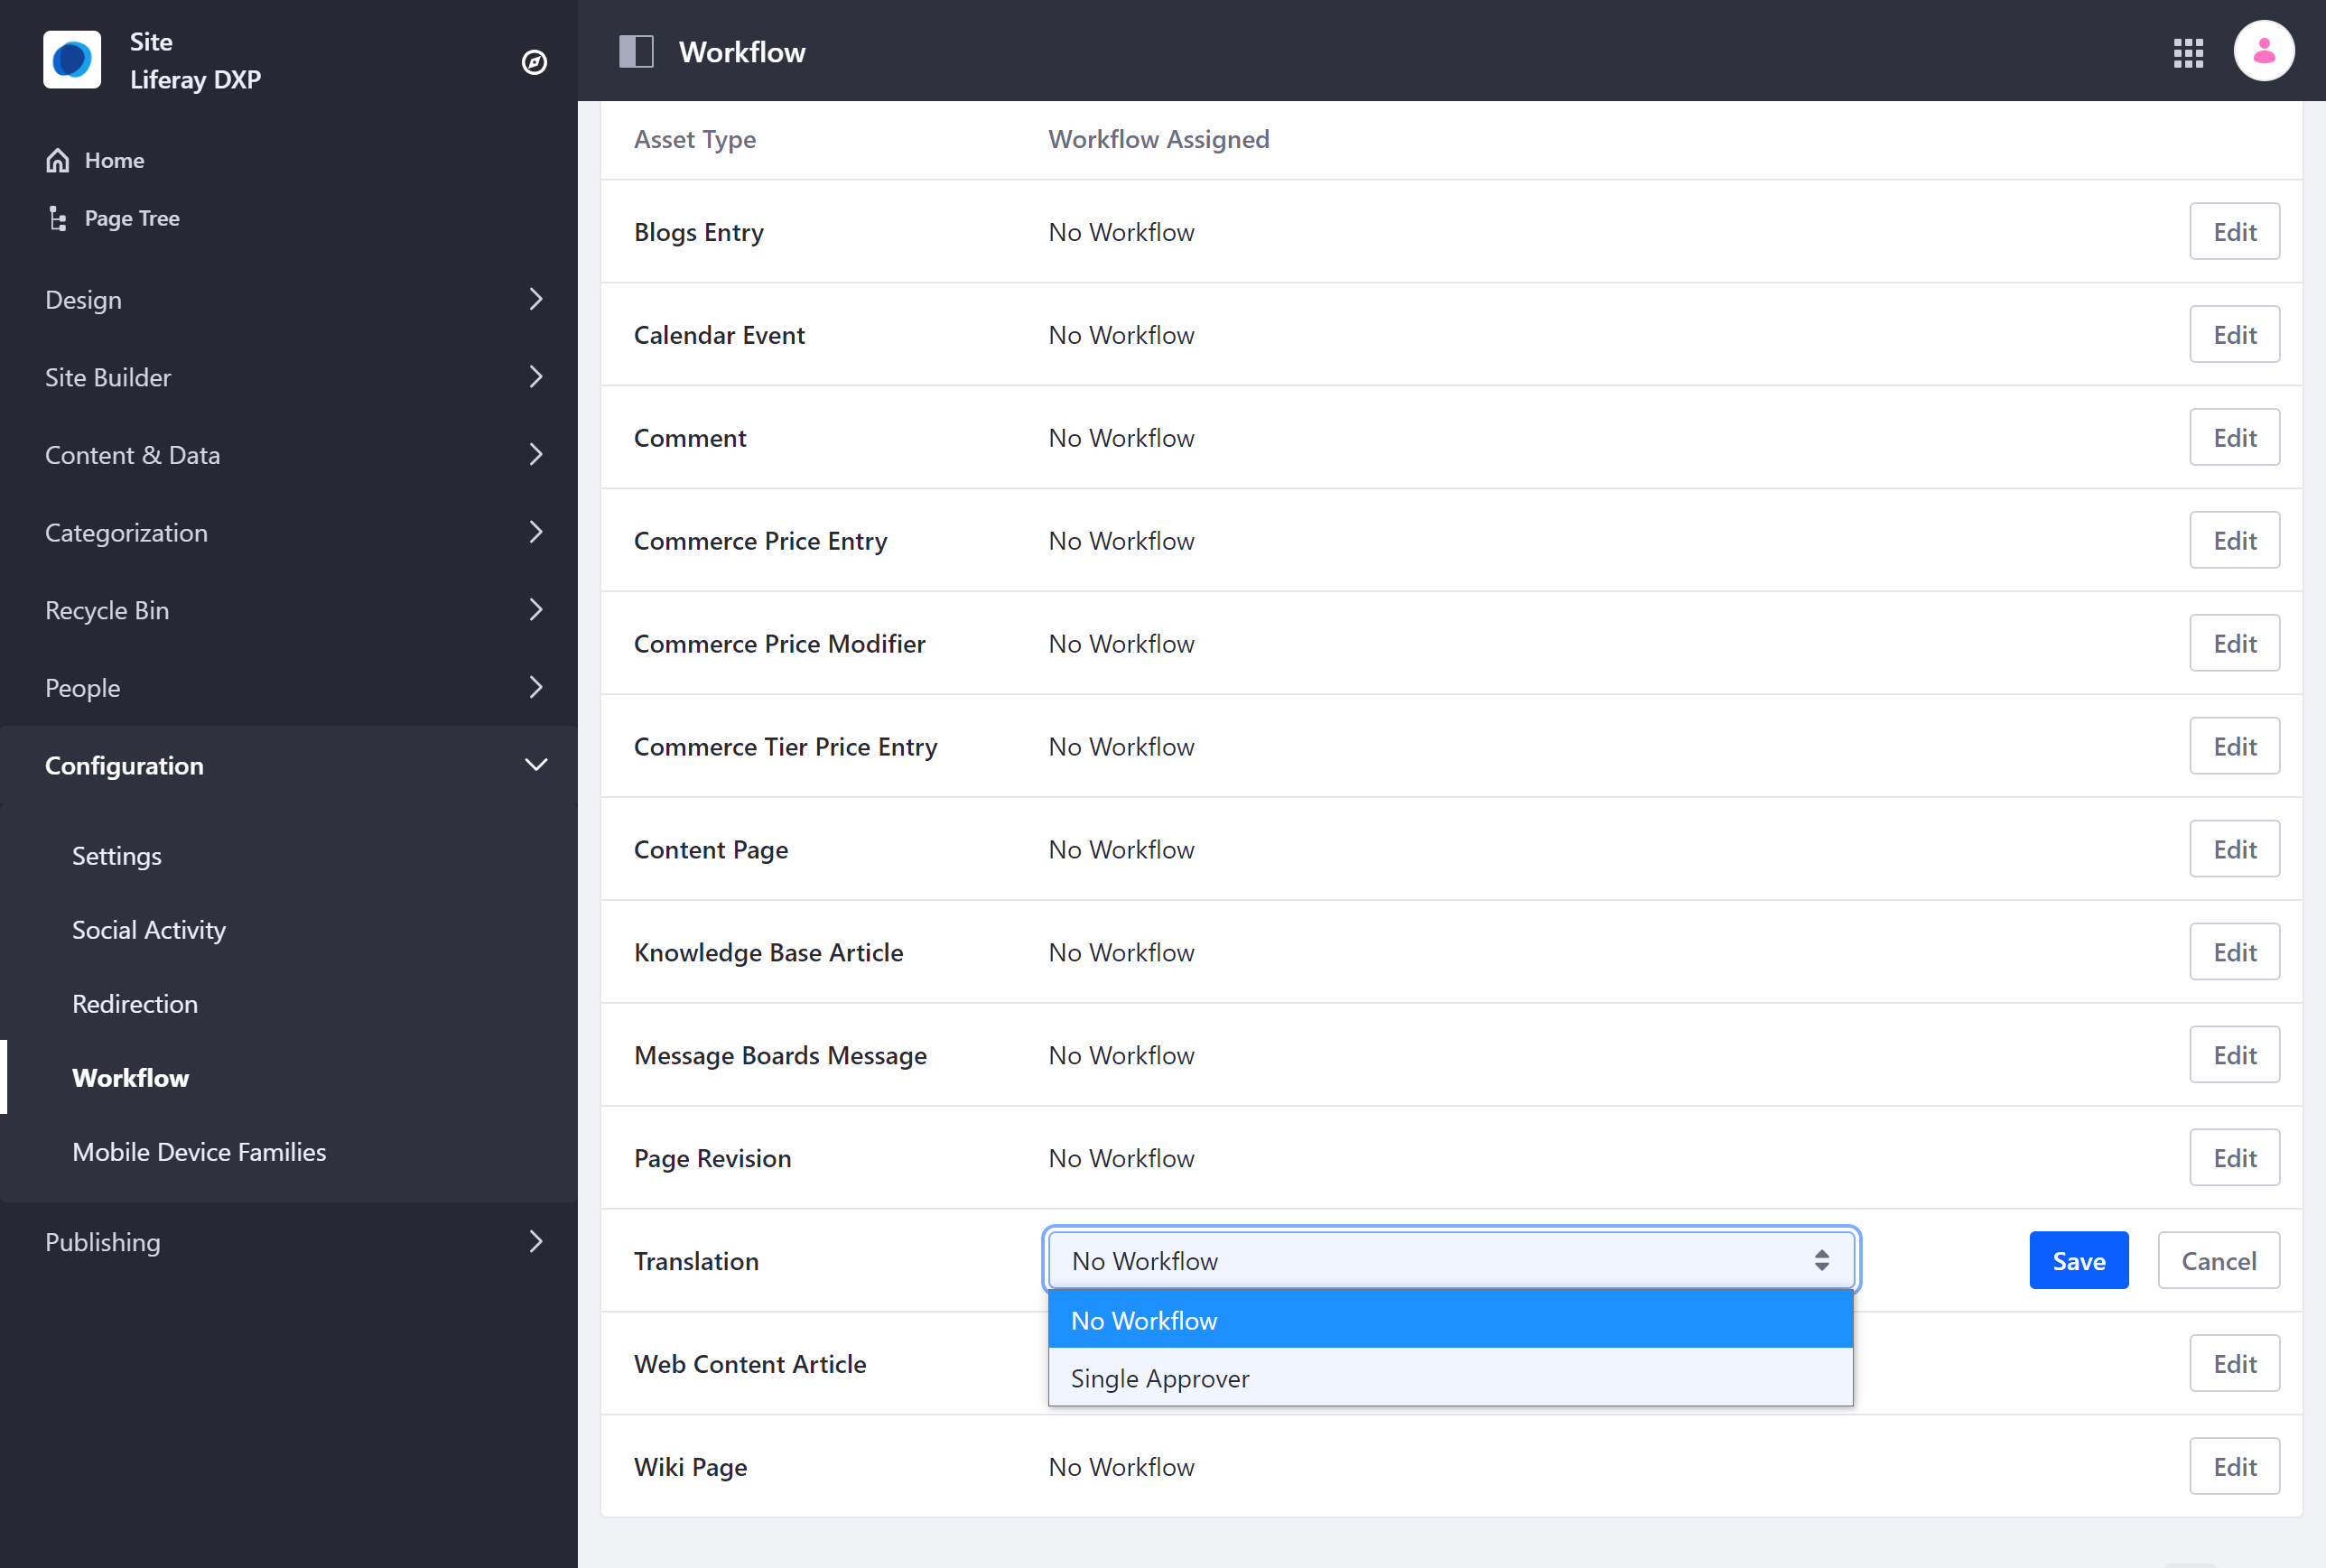 Site
Liferay DXP
Home
Page Tree
Design
Site Builder
Content & Data
Categorization
Recycle Bin
People
Configuration
Settings
Social Activity
Redirection
Workflow
Mobile Device Families
Publishing
Workflow
Asset Type Workflow Assigned
Blogs Entry No Workflow Edit
Calendar Event No Workflow Edit
Comment No Workflow Edit
Commerce Price Entry No Workflow Edit
Commerce Price Modifier No Workflow Edit
Commerce Tier Price Entry No Workflow Edit
Content Page No Workflow Edit
Knowledge Base Article No Workflow Edit
Message Boards Message No Workflow Edit
Page Revision No Workflow Edit
Translation No Workflow Save Cancel
No Workflow
Web Content Article Edit
Single Approver
Wiki Page No Workflow Edit